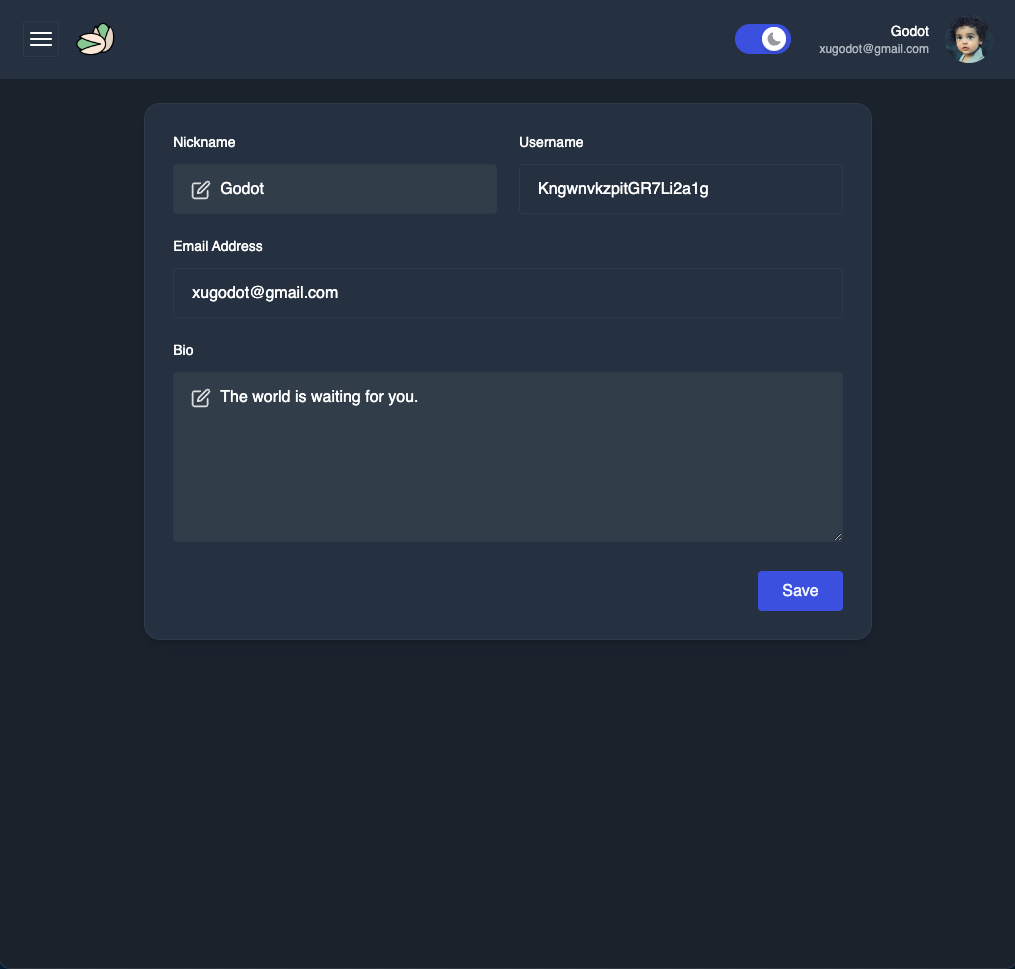 Godot
xugodot@gmail.com
Nickname
Username
Godot
KngwnvkzpitGR7Li2a1g
Email Address
xugodot@gmail.com
Bio
The world is waiting for you.
Save